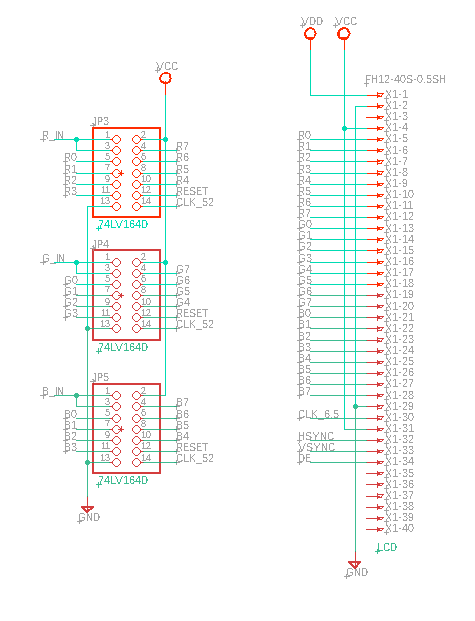 VDD VCC
FH12-40S-0.5SH
VCC
JP3
R_IN 1 2
3 4 R7
R0 5 6 R6
R1 7 8 R5
R2 9 10 R4
R3 11 12 RESET
13 14 CLK_52
74LV164D
JP4
G_IN 1 2
3 4 G7
G0 5 6 G6
G1 7 8 G5
G2 9 10 G4
G3 11 12 RESET
13 14 CLK_52
74LV164D
JP5
B_IN 1 2
3 4 B7
B0 5 6 B6
B1 7 8 B5
B2 9 10 B4
B3 11 12 RESET
13 14 CLK_52
74LV164D
GND
X1-1
X1-2
X1-3
X1-4
R0 X1-5
R1 X1-6
R2 X1-7
R3 X1-8
R4 X1-9
R5 X1-10
R6 X1-11
R7 X1-12
G0 X1-13
G1 X1-14
G2 X1-15
G3 X1-16
G4 X1-17
G5 X1-18
G6 X1-19
G7 X1-20
B0 X1-21
B1 X1-22
B2 X1-23
B3 X1-24
B4 X1-25
B5 X1-26
B6 X1-27
B7 X1-28
X1-29
CLK_6.5 X1-30
X1-31
HSYNC X1-32
VSYNC X1-33
DE X1-34
X1-35
X1-36
X1-37
X1-38
X1-39
X1-40
LCD
GND